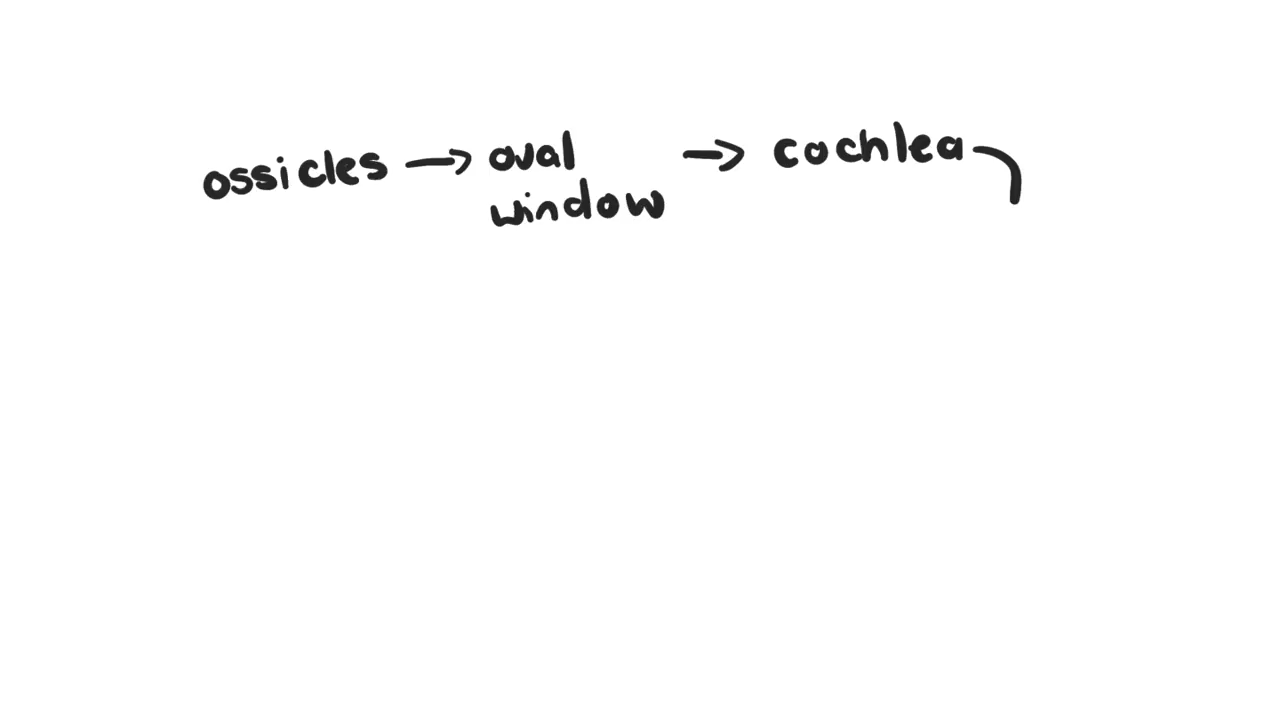 ossicles → oval → cochlea
window